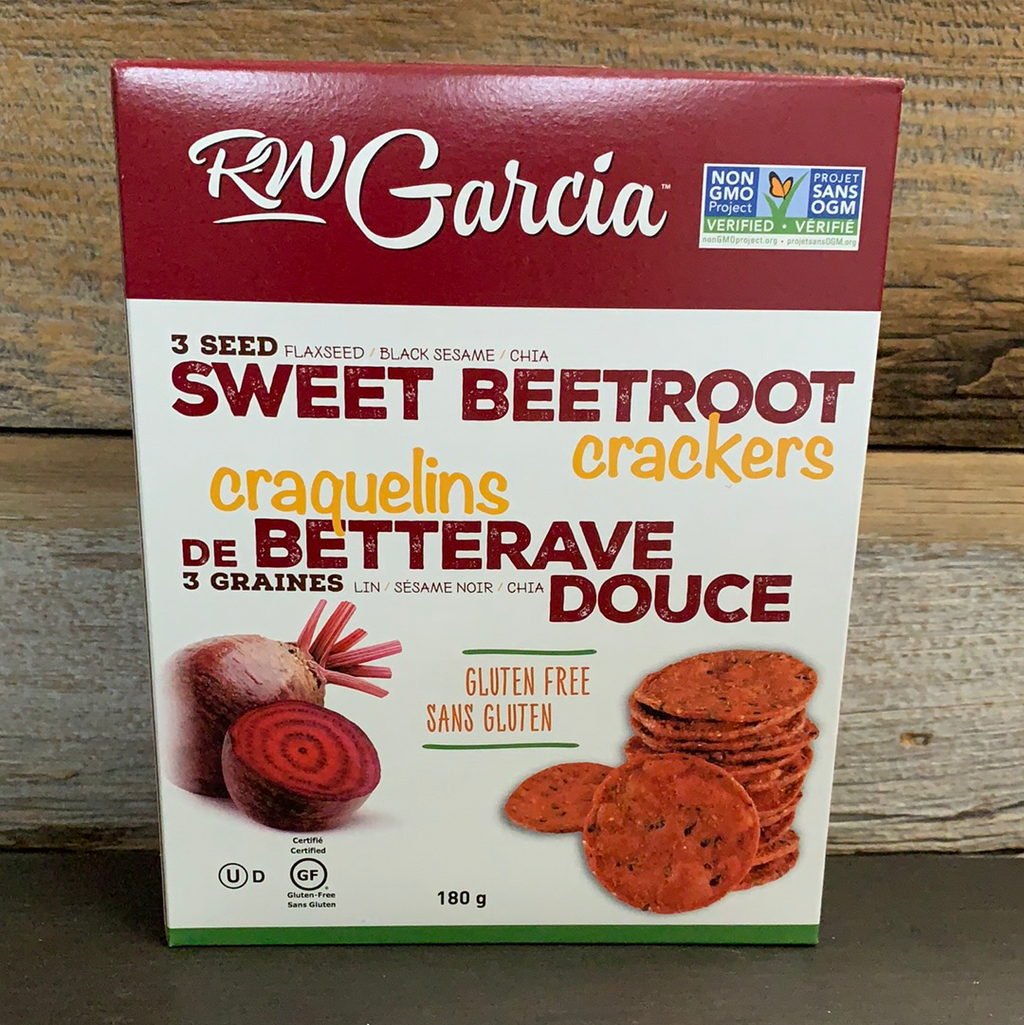 RW Garcia™
NON GMO Project
PROJET SANS OGM
VERIFIED • VÉRIFIÉ
nonGMOproject.org • projetsansOGM.org
3 SEED FLAXSEED / BLACK SESAME / CHIA
SWEET BEETROOT
crackers
craquelins
DE BETTERAVE
3 GRAINES LIN / SÉSAME NOIR / CHIA DOUCE
GLUTEN FREE
SANS GLUTEN
Certifié
Certified
U D
GF
Gluten-Free
Sans Gluten
180 g